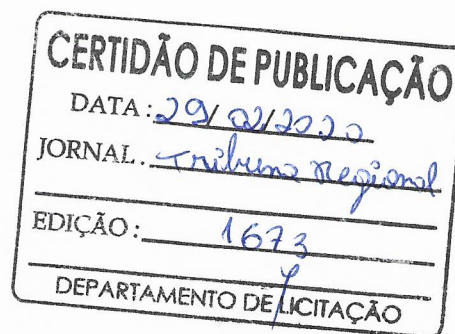 CERTIDÃO DE PUBLICAÇÃO
DATA: 29/02/2020
JORNAL. Tribuna Regional
EDIÇÃO: 1673
DEPARTAMENTO DE LICITAÇÃO